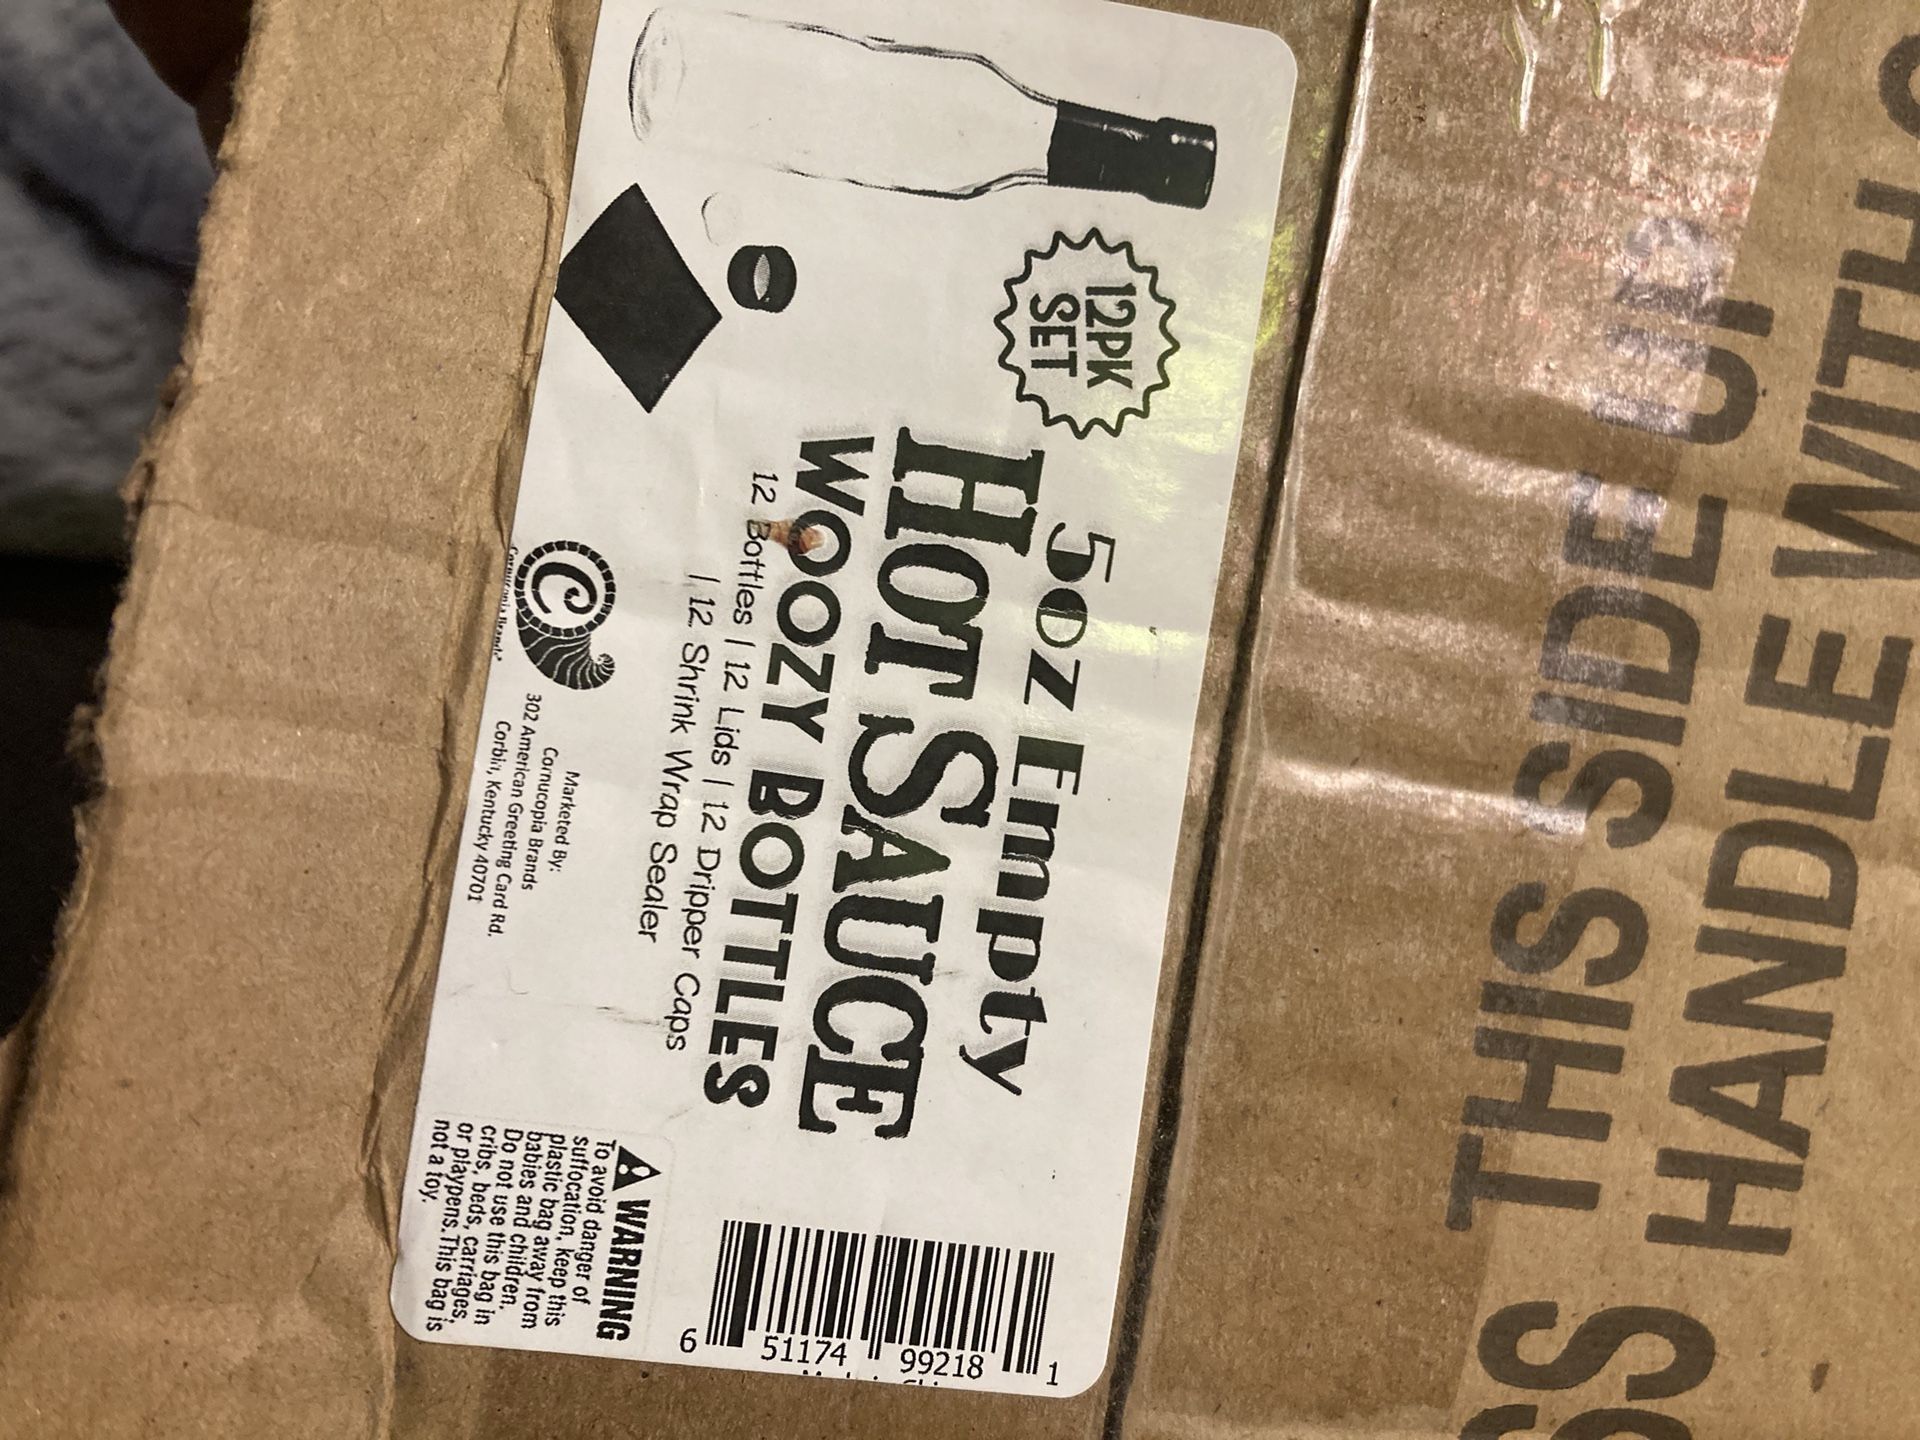 12PK
SET
5oz Empty
HOT SAUCE
WOOZY BOTTLES
12 Bottles | 12 Lids | 12 Dripper Caps
| 12 Shrink Wrap Sealer
Cornucopia Brands
Marketed By:
Cornucopia Brands
302 American Greeting Card Rd.
Corbin, Kentucky 40701
WARNING
To avoid danger of
suffocation, keep this
plastic bag away from
babies and children.
Do not use this bag in
cribs, beds, carriages,
or playpens. This bag is
not a toy.
6 51174 99218 1
THIS SIDE UP
SS HANDLE WITH